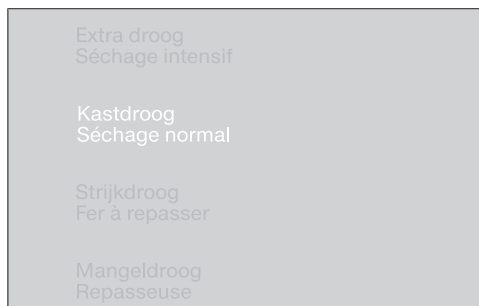 Extra droog
Séchage intensif
Kastdroog
Séchage normal
Strijkdroog
Fer à repasser
Mangeldroog
Repasseuse